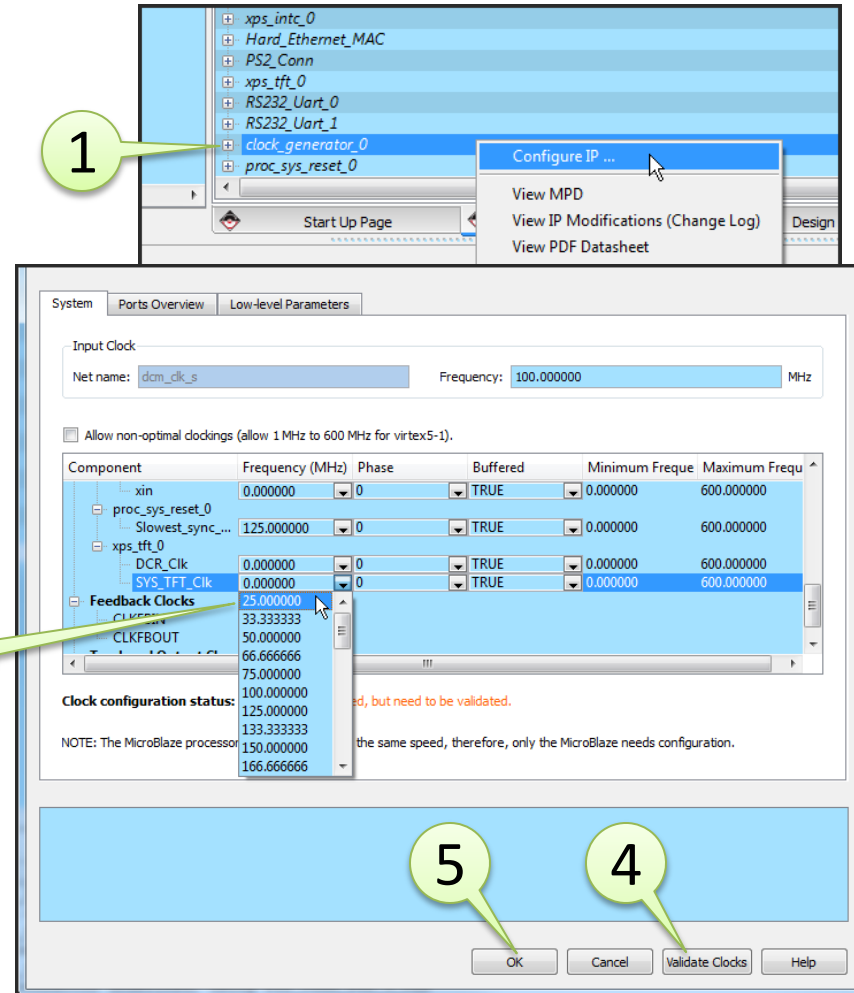 xps_intc_0
Hard_Ethernet_MAC
PS2_Conn
xps_tft_0
RS232_Uart_0
RS232_Uart_1
1
clock_generator_0
Configure IP ...
proc_sys_reset_0
View MPD
Start Up Page
View IP Modifications (Change Log)
Design
View PDF Datasheet
System Ports Overview Low-level Parameters
Input Clock
Net name: dcm_clk_s Frequency: 100.000000 MHz
Allow non-optimal clockings (allow 1 MHz to 600 MHz for virtex5-1).
Component Frequency (MHz) Phase Buffered Minimum Freque Maximum Frequ
xin 0.000000 0 TRUE 0.000000 600.000000
proc_sys_reset_0
Slowest_sync_... 125.000000 0 TRUE 0.000000 600.000000
xps_tft_0
DCR_Clk 0.000000 0 TRUE 0.000000 600.000000
SYS_TFT_Clk 0.000000 0 TRUE 0.000000 600.000000
Feedback Clocks 25.000000
33.333333
CLKFBOUT 50.000000
66.666666
75.000000
100.000000
Clock configuration status: ed, but need to be validated.
125.000000
133.333333
NOTE: The MicroBlaze processor the same speed, therefore, only the MicroBlaze needs configuration.
150.000000
166.666666
5 4
OK Cancel Validate Clocks Help